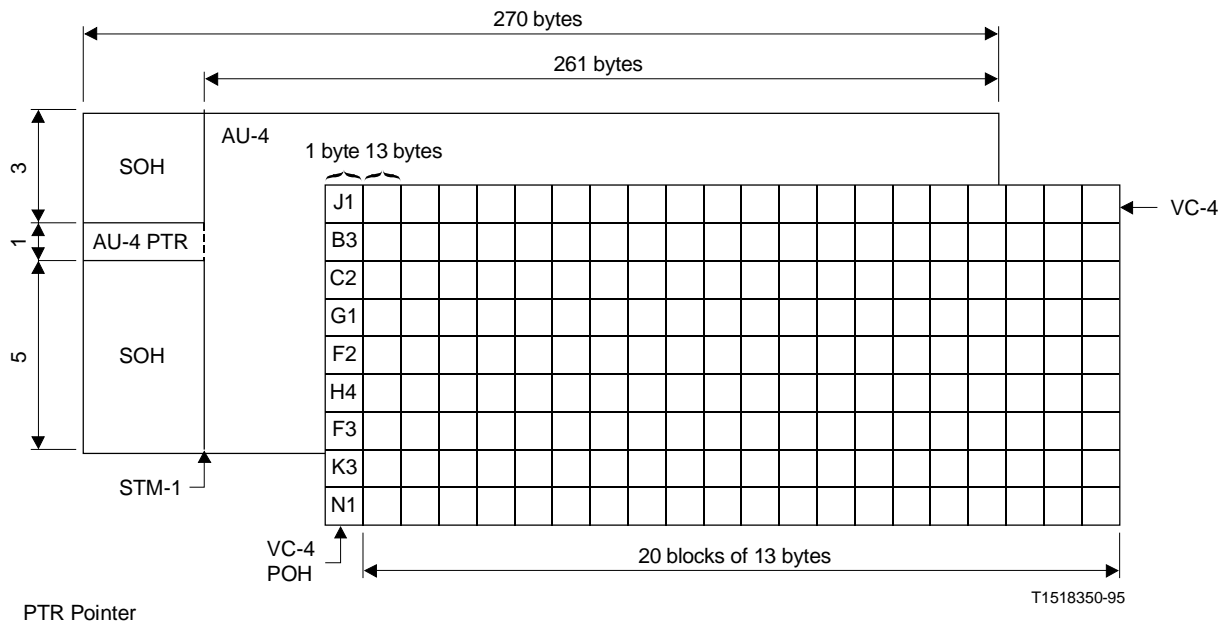 270 bytes
261 bytes
AU-4
1 byte 13 bytes
3
SOH
J1
VC-4
1
AU-4 PTR
B3
C2
G1
5
SOH
F2
H4
F3
K3
STM-1
N1
VC-4
POH
20 blocks of 13 bytes
T1518350-95
PTR Pointer